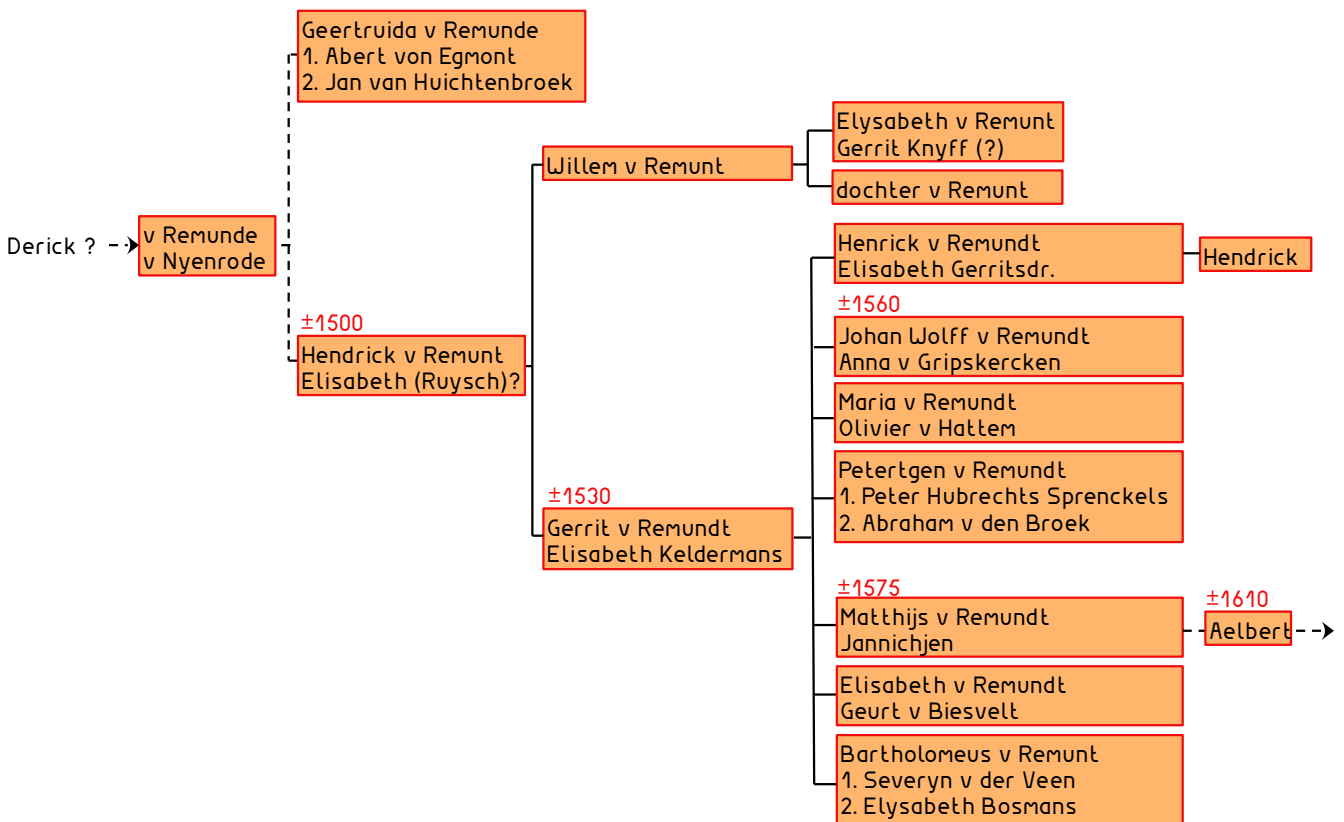 Geertruida v Remunde
1. Abert von Egmont
2. Jan van Huichtenbroek
Derick ?
v Remunde
v Nyenrode
±1500
Hendrick v Remunt
Elisabeth (Ruysch)?
Willem v Remunt
Elysabeth v Remunt
Gerrit Knyff (?)
dochter v Remunt
±1530
Gerrit v Remundt
Elisabeth Keldermans
Henrick v Remundt
Elisabeth Gerritsdr.
Hendrick
±1560
Johan Wolff v Remundt
Anna v Gripskercken
Maria v Remundt
Olivier v Hattem
Petertgen v Remundt
1. Peter Hubrechts Sprenckels
2. Abraham v den Broek
±1575
Matthijs v Remundt
Jannichjen
±1610
Aelbert
Elisabeth v Remundt
Geurt v Biesvelt
Bartholomeus v Remunt
1. Severyn v der Veen
2. Elysabeth Bosmans